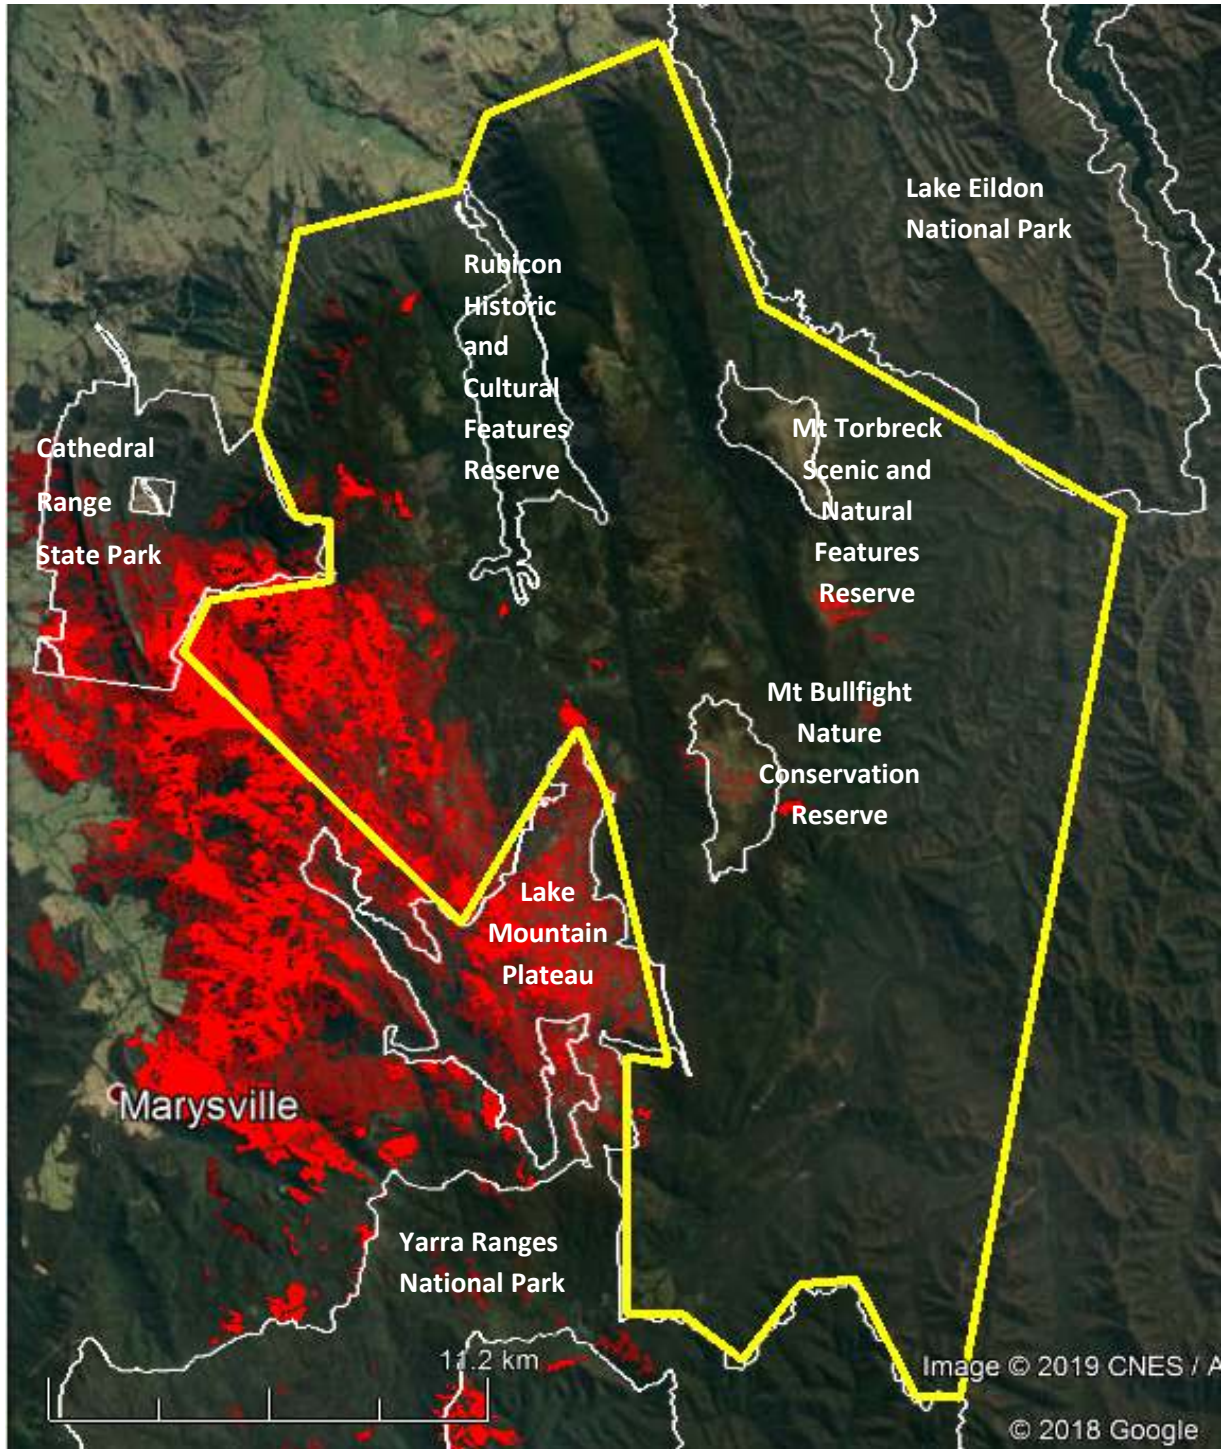 Lake Eildon
National Park
Rubicon
Historic
and
Cultural
Features
Reserve
Cathedral
Range
State Park
Mt Torbreck
Scenic and
Natural
Features
Reserve
Mt Bullfight
Nature
Conservation
Reserve
Lake
Mountain
Plateau
Marysville
Yarra Ranges
National Park
11.2 km
Image © 2019 CNES / A
© 2018 Google